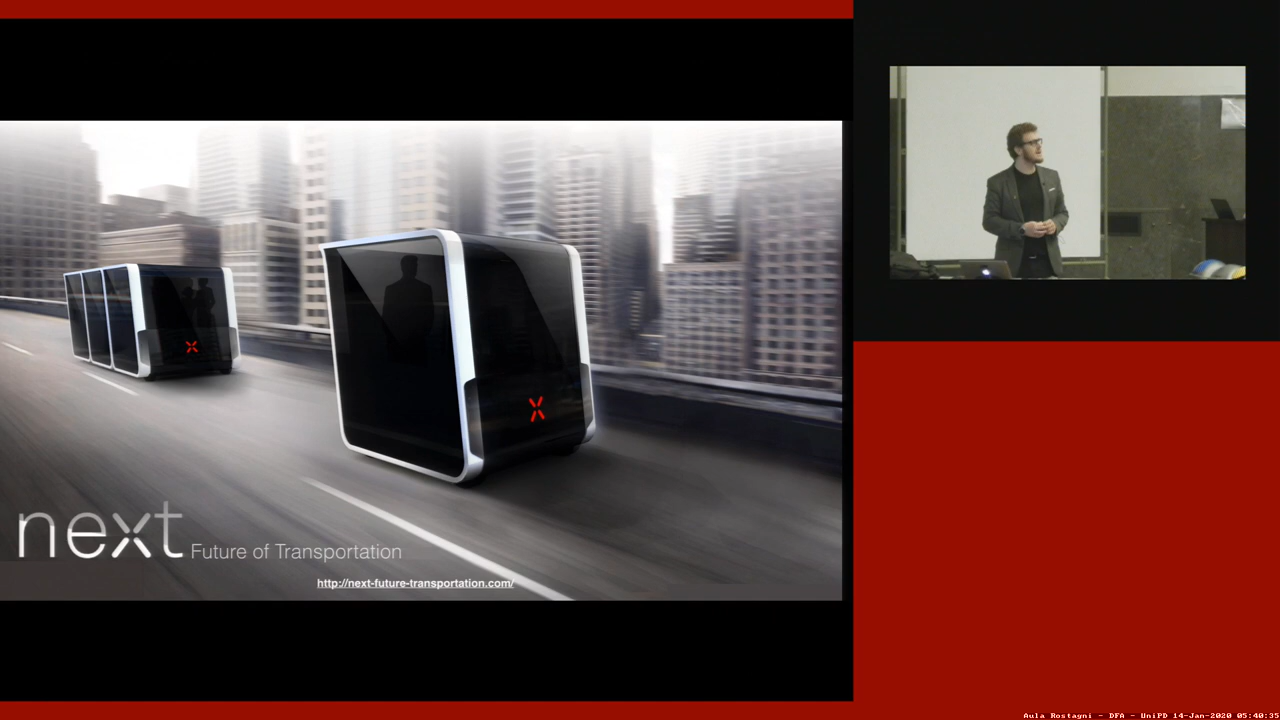 next Future of Transportation
http://next-future-transportation.com/
Aula Rostagni - DFA - UniPD 14-Jan-2020 05:40:35